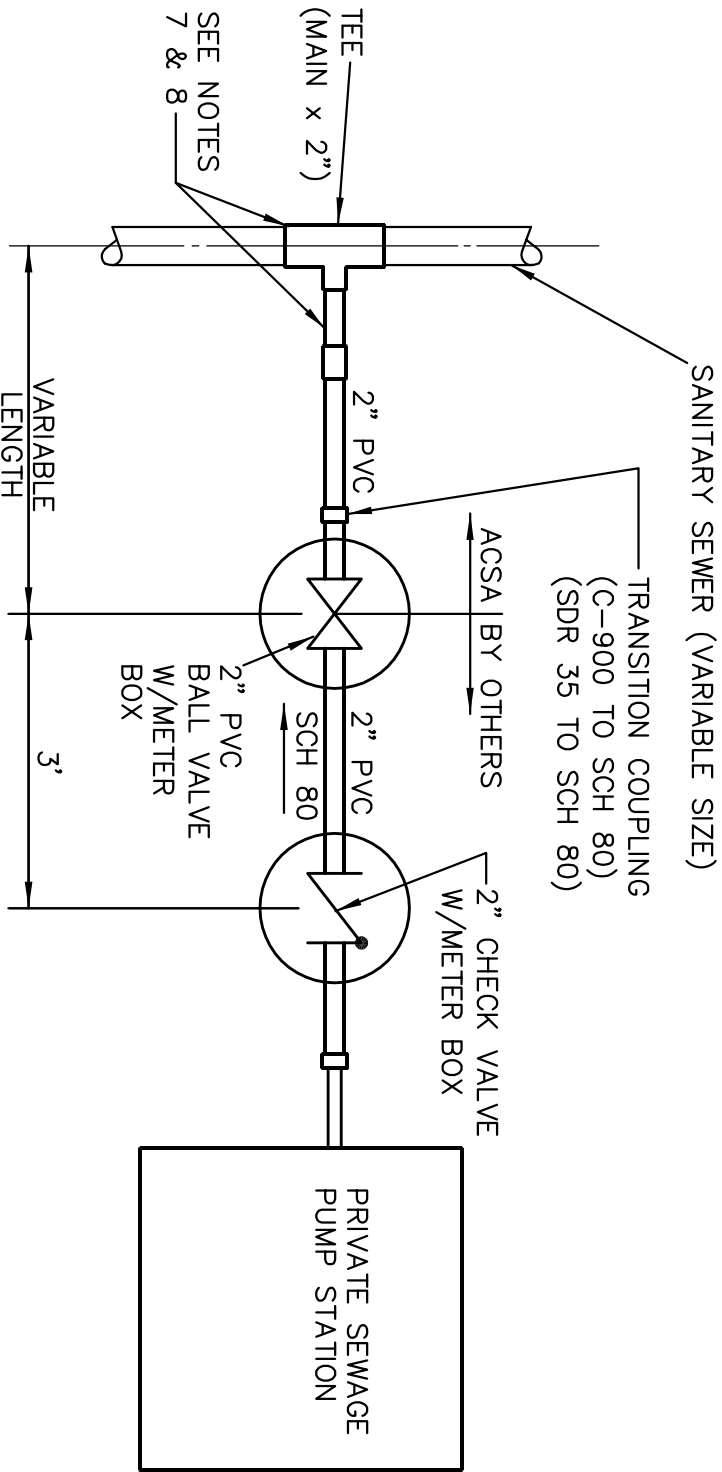 SANITARY SEWER (VARIABLE SIZE)
TRANSITION COUPLING
(C-900 TO SCH 80)
(SDR 35 TO SCH 80)
ACSA BY OTHERS
2" CHECK VALVE
W/METER BOX
TEE
(MAIN x 2")
2" PVC
2" PVC
SCH 80
PRIVATE SEWAGE
PUMP STATION
SEE NOTES
7 & 8
2" PVC
BALL VALVE
W/METER
BOX
VARIABLE
LENGTH
3'